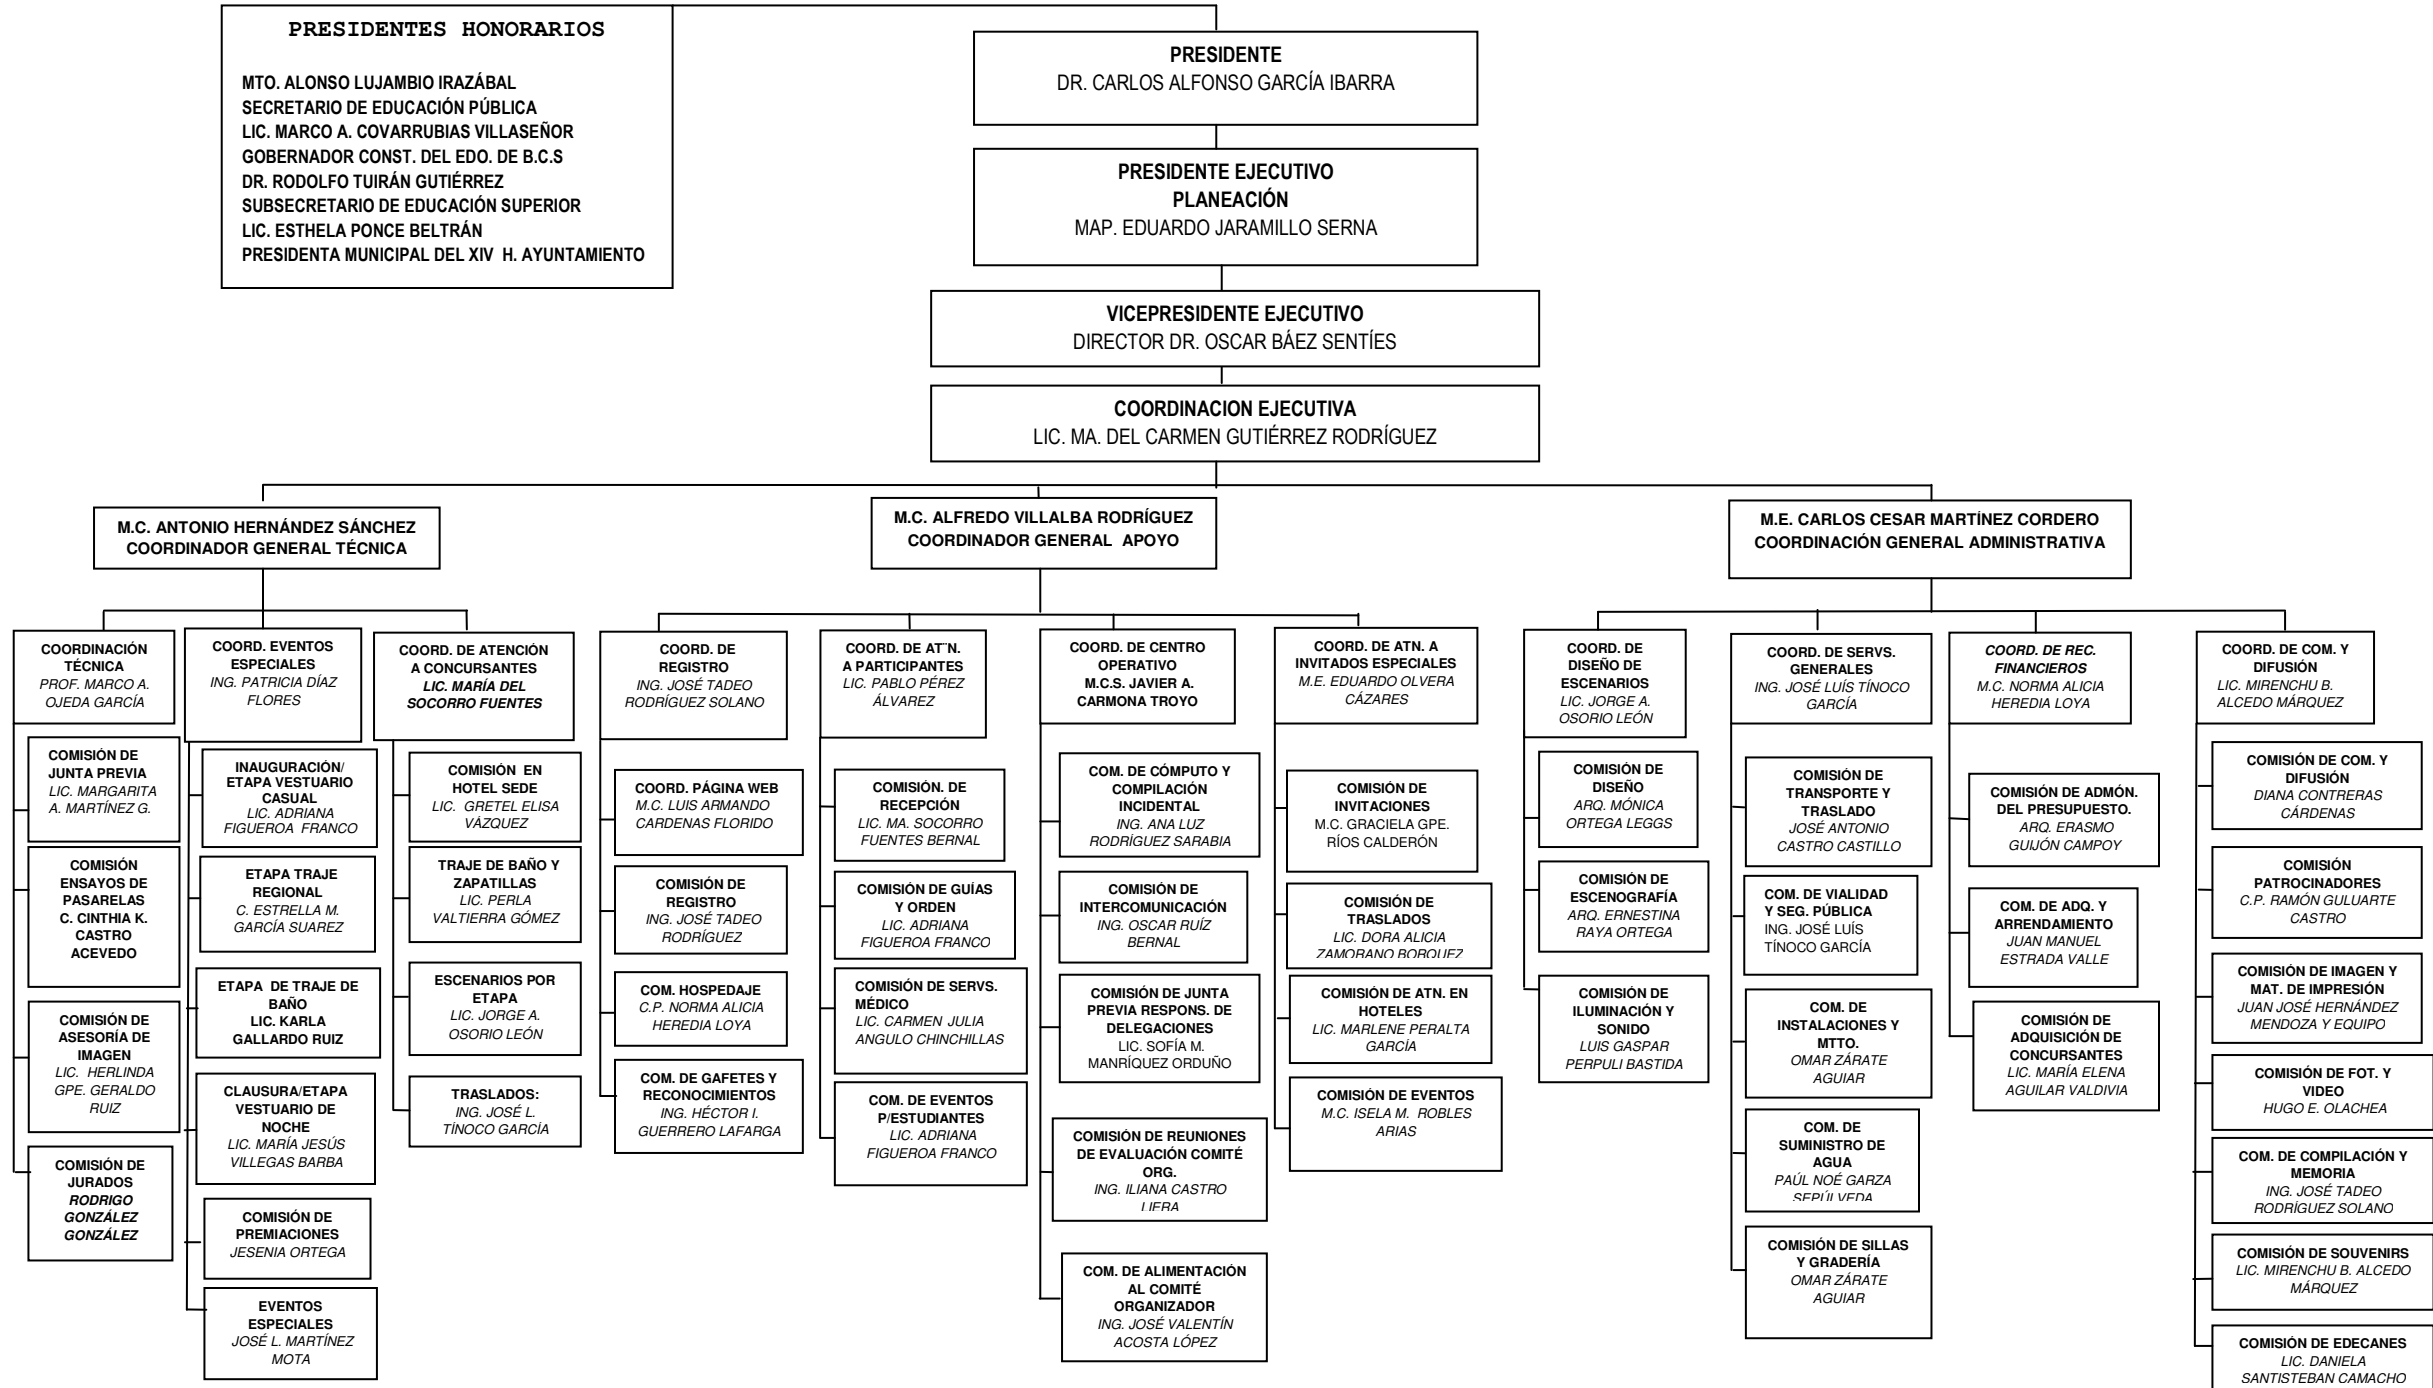 PRESIDENTES HONORARIOS
MTO. ALONSO LUJAMBIO IRAZÁBAL
SECRETARIO DE EDUCACIÓN PÚBLICA
LIC. MARCO A. COVARRUBIAS VILLASEÑOR
GOBERNADOR CONST. DEL EDO. DE B.C.S
DR. RODOLFO TUIRÁN GUTIÉRREZ
SUBSECRETARIO DE EDUCACIÓN SUPERIOR
LIC. ESTHELA PONCE BELTRÁN
PRESIDENTA MUNICIPAL DEL XIV H. AYUNTAMIENTO
PRESIDENTE
DR. CARLOS ALFONSO GARCÍA IBARRA
PRESIDENTE EJECUTIVO
PLANEACIÓN
MAP. EDUARDO JARAMILLO SERNA
VICEPRESIDENTE EJECUTIVO
DIRECTOR DR. OSCAR BÁEZ SENTÍES
COORDINACION EJECUTIVA
LIC. MA. DEL CARMEN GUTIÉRREZ RODRÍGUEZ
M.C. ANTONIO HERNÁNDEZ SÁNCHEZ
COORDINADOR GENERAL TÉCNICA
M.C. ALFREDO VILLALBA RODRÍGUEZ
COORDINADOR GENERAL APOYO
M.E. CARLOS CESAR MARTÍNEZ CORDERO
COORDINACIÓN GENERAL ADMINISTRATIVA
COORDINACIÓN
TÉCNICA
PROF. MARCO A.
OJEDA GARCÍA
COMISIÓN DE
JUNTA PREVIA
LIC. MARGARITA
A. MARTÍNEZ G.
COMISIÓN
ENSAYOS DE
PASARELAS
C. CINTHIA K.
CASTRO
ACEVEDO
COMISIÓN DE
ASESORÍA DE
IMAGEN
LIC. HERLINDA
GPE. GERALDO
RUIZ
COMISIÓN DE
JURADOS
RODRIGO
GONZÁLEZ
GONZÁLEZ
COORD. EVENTOS
ESPECIALES
ING. PATRICIA DÍAZ
FLORES
INAUGURACIÓN/
ETAPA VESTUARIO
CASUAL
LIC. ADRIANA
FIGUEROA FRANCO
ETAPA TRAJE
REGIONAL
C. ESTRELLA M.
GARCÍA SUAREZ
ETAPA DE TRAJE DE
BAÑO
LIC. KARLA
GALLARDO RUIZ
CLAUSURA/ETAPA
VESTUARIO DE
NOCHE
LIC. MARÍA JESÚS
VILLEGAS BARBA
COMISIÓN DE
PREMIACIONES
JESENIA ORTEGA
EVENTOS
ESPECIALES
JOSÉ L. MARTÍNEZ
MOTA
COORD. DE ATENCIÓN
A CONCURSANTES
LIC. MARÍA DEL
SOCORRO FUENTES
COMISIÓN EN
HOTEL SEDE
LIC. GRETEL ELISA
VÁZQUEZ
TRAJE DE BAÑO Y
ZAPATILLAS
LIC. PERLA
VALTIERRA GÓMEZ
ESCENARIOS POR
ETAPA
LIC. JORGE A.
OSORIO LEÓN
TRASLADOS:
ING. JOSÉ L.
TÍNOCO GARCÍA
COORD. DE
REGISTRO
ING. JOSÉ TADEO
RODRÍGUEZ SOLANO
COORD. PÁGINA WEB
M.C. LUIS ARMANDO
CARDENAS FLORIDO
COMISIÓN DE
REGISTRO
ING. JOSÉ TADEO
RODRÍGUEZ
COM. HOSPEDAJE
C.P. NORMA ALICIA
HEREDIA LOYA
COM. DE GAFETES Y
RECONOCIMIENTOS
ING. HÉCTOR I.
GUERRERO LAFARGA
COORD. DE AT¨N.
A PARTICIPANTES
LIC. PABLO PÉREZ
ÁLVAREZ
COMISIÓN. DE
RECEPCIÓN
LIC. MA. SOCORRO
FUENTES BERNAL
COMISIÓN DE GUÍAS
Y ORDEN
LIC. ADRIANA
FIGUEROA FRANCO
COMISIÓN DE SERVS.
MÉDICO
LIC. CARMEN JULIA
ANGULO CHINCHILLAS
COM. DE EVENTOS
P/ESTUDIANTES
LIC. ADRIANA
FIGUEROA FRANCO
COORD. DE CENTRO
OPERATIVO
M.C.S. JAVIER A.
CARMONA TROYO
COM. DE CÓMPUTO Y
COMPILACIÓN
INCIDENTAL
ING. ANA LUZ
RODRÍGUEZ SARABIA
COMISIÓN DE
INTERCOMUNICACIÓN
ING. OSCAR RUÍZ
BERNAL
COMISIÓN DE JUNTA
PREVIA RESPONS. DE
DELEGACIONES
LIC. SOFÍA M.
MANRÍQUEZ ORDUÑO
COMISIÓN DE REUNIONES
DE EVALUACIÓN COMITÉ
ORG.
ING. ILIANA CASTRO
LIERA
COM. DE ALIMENTACIÓN
AL COMITÉ
ORGANIZADOR
ING. JOSÉ VALENTÍN
ACOSTA LÓPEZ
COORD. DE ATN. A
INVITADOS ESPECIALES
M.E. EDUARDO OLVERA
CÁZARES
COMISIÓN DE
INVITACIONES
M.C. GRACIELA GPE.
RÍOS CALDERÓN
COMISIÓN DE
TRASLADOS
LIC. DORA ALICIA
ZAMORANO BORQUEZ
COMISIÓN DE ATN. EN
HOTELES
LIC. MARLENE PERALTA
GARCÍA
COMISIÓN DE EVENTOS
M.C. ISELA M. ROBLES
ARIAS
COORD. DE
DISEÑO DE
ESCENARIOS
LIC. JORGE A.
OSORIO LEÓN
COMISIÓN DE
DISEÑO
ARQ. MÓNICA
ORTEGA LEGGS
COMISIÓN DE
ESCENOGRAFÍA
ARQ. ERNESTINA
RAYA ORTEGA
COMISIÓN DE
ILUMINACIÓN Y
SONIDO
LUIS GASPAR
PERPULI BASTIDA
COORD. DE SERVS.
GENERALES
ING. JOSÉ LUÍS TÍNOCO
GARCÍA
COMISIÓN DE
TRANSPORTE Y
TRASLADO
JOSÉ ANTONIO
CASTRO CASTILLO
COM. DE VIALIDAD
Y SEG. PÚBLICA
ING. JOSÉ LUÍS
TÍNOCO GARCÍA
COM. DE
INSTALACIONES Y
MTTO.
OMAR ZÁRATE
AGUIAR
COM. DE
SUMINISTRO DE
AGUA
PAÚL NOÉ GARZA
SEPÚLVEDA
COMISIÓN DE SILLAS
Y GRADERÍA
OMAR ZÁRATE
AGUIAR
COORD. DE REC.
FINANCIEROS
M.C. NORMA ALICIA
HEREDIA LOYA
COMISIÓN DE ADMÓN.
DEL PRESUPUESTO.
ARQ. ERASMO
GUIJÓN CAMPOY
COM. DE ADQ. Y
ARRENDAMIENTO
JUAN MANUEL
ESTRADA VALLE
COMISIÓN DE
ADQUISICIÓN DE
CONCURSANTES
LIC. MARÍA ELENA
AGUILAR VALDIVIA
COORD. DE COM. Y
DIFUSIÓN
LIC. MIRENCHU B.
ALCEDO MÁRQUEZ
COMISIÓN DE COM. Y
DIFUSIÓN
DIANA CONTRERAS
CÁRDENAS
COMISIÓN
PATROCINADORES
C.P. RAMÓN GULUARTE
CASTRO
COMISIÓN DE IMAGEN Y
MAT. DE IMPRESIÓN
JUAN JOSÉ HERNÁNDEZ
MENDOZA Y EQUIPO
COMISIÓN DE FOT. Y
VIDEO
HUGO E. OLACHEA
COM. DE COMPILACIÓN Y
MEMORIA
ING. JOSÉ TADEO
RODRÍGUEZ SOLANO
COMISIÓN DE SOUVENIRS
LIC. MIRENCHU B. ALCEDO
MÁRQUEZ
COMISIÓN DE EDECANES
LIC. DANIELA
SANTISTEBAN CAMACHO